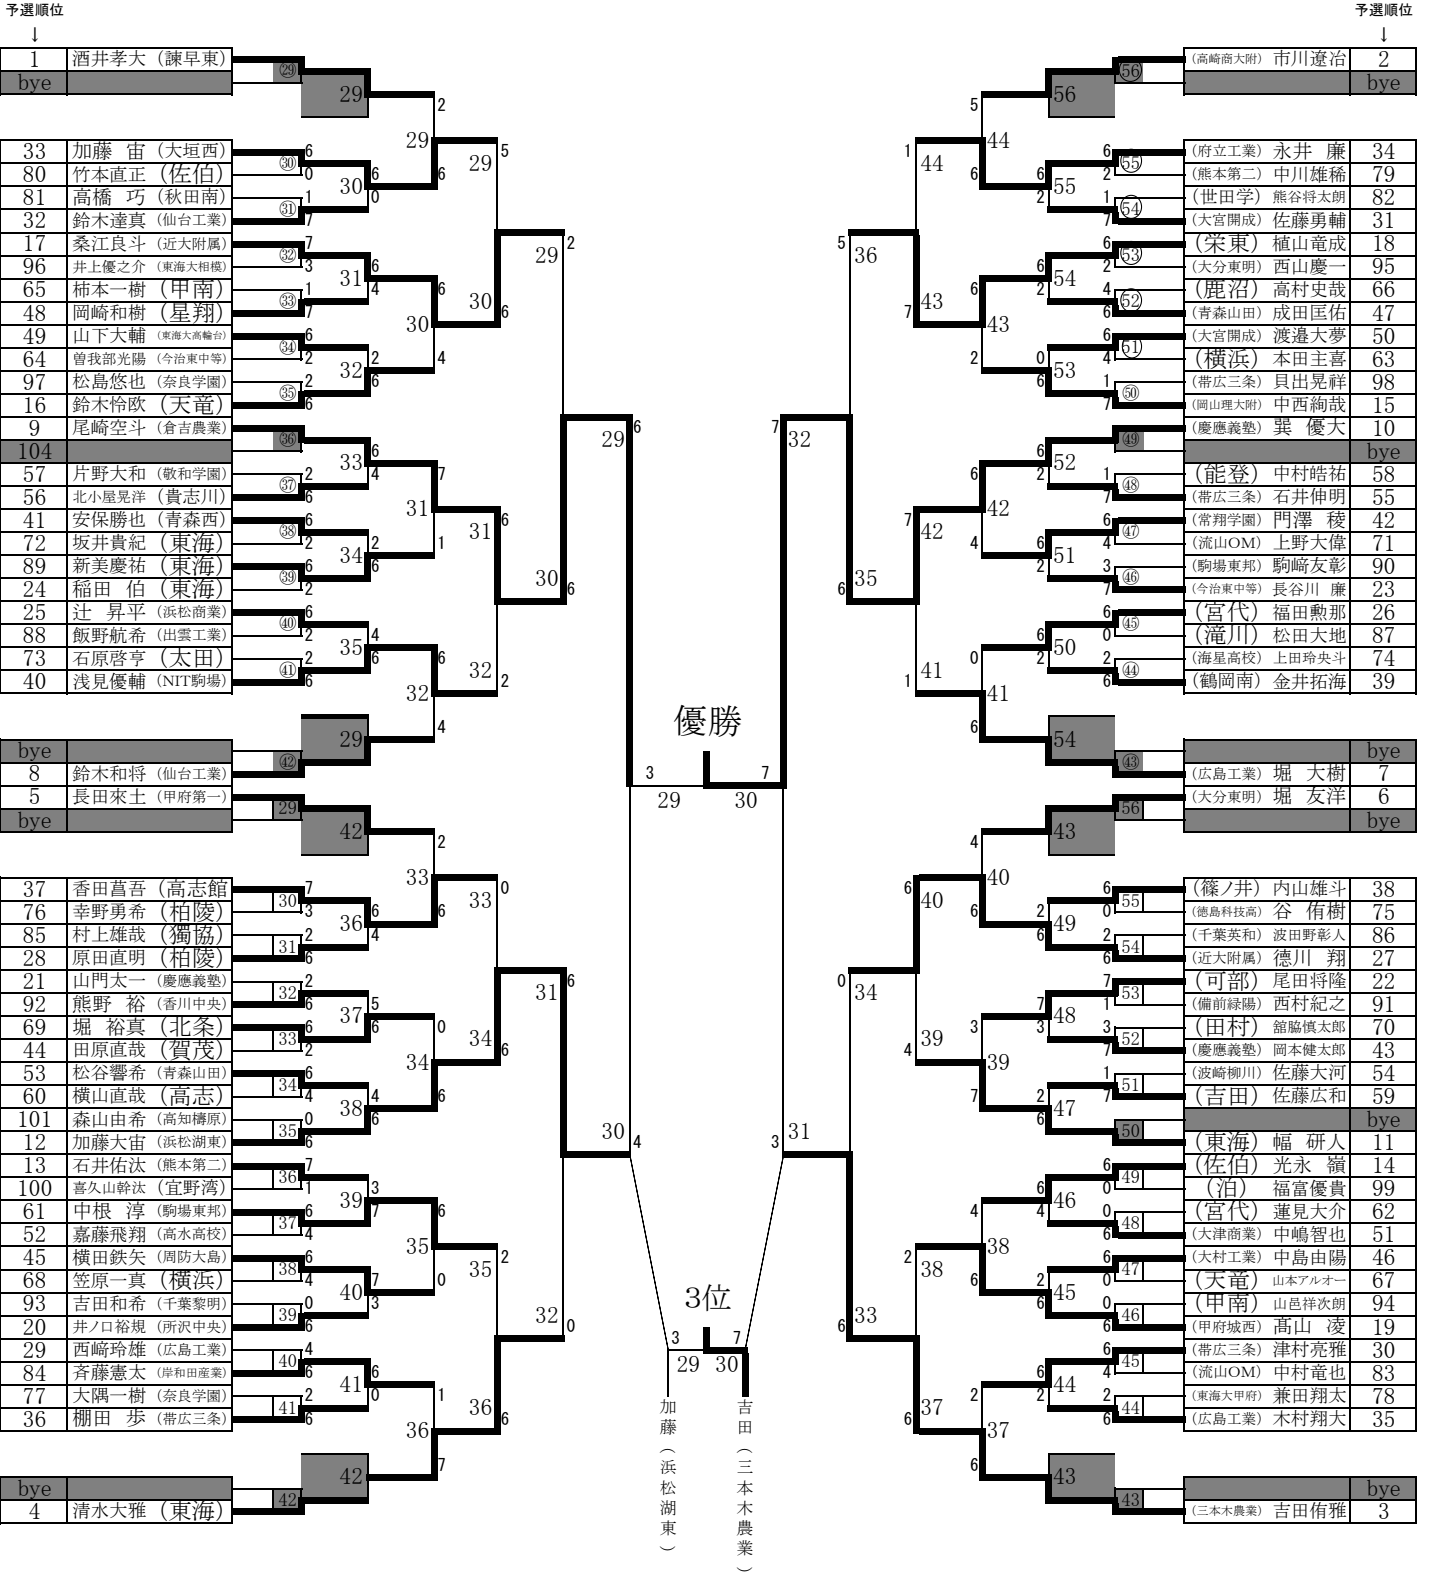 予選順位
↓
1 酒井孝大（諫早東）
bye
33 加藤 宙（大垣西）
80 竹本直正（佐伯）
81 高橋 巧（秋田南）
32 鈴木達真（仙台工業）
17 桑江良斗（近大附属）
96 井上優之介（東海大相模）
65 柿本一樹（甲南）
48 岡崎和樹（星翔）
49 山下大輔（東海大高輪台）
64 曽我部光陽（今治東中等）
97 松島悠也（奈良学園）
16 鈴木怜欧（天竜）
9 尾崎空斗（倉吉農業）
104
57 片野大和（敬和学園）
56 北小屋晃洋（貴志川）
41 安保勝也（青森西）
72 坂井貴紀（東海）
89 新美慶祐（東海）
24 稲田 伯（東海）
25 辻 昇平（浜松商業）
88 飯野航希（出雲工業）
73 石原啓亨（太田）
40 浅見優輔（NIT駒場）
bye
8 鈴木和将（仙台工業）
5 長田來土（甲府第一）
bye
37 香田菖吾（高志館
76 幸野勇希（柏陵）
85 村上雄哉（獨協）
28 原田直明（柏陵）
21 山門太一（慶應義塾）
92 熊野 裕（香川中央）
69 堀 裕真（北条）
44 田原直哉（賀茂）
53 松谷響希（青森山田）
60 横山直哉（高志）
101 森山由希（高知檮原）
12 加藤大宙（浜松湖東）
13 石井佑汰（熊本第二）
100 喜久山幹汰（宜野湾）
61 中根 淳（駒場東邦）
52 嘉藤飛翔（高水高校）
45 横田鉄矢（周防大島）
68 笠原一真（横浜）
93 吉田和希（千葉黎明）
20 井ノ口裕規（所沢中央）
29 西﨑玲雄（広島工業）
84 斉藤憲太（岸和田産業）
77 大隅一樹（奈良学園）
36 棚田 歩（帯広三条）
bye
4 清水大雅（東海）
優勝
3 7
29 30
3位
3 7
29 30
加藤（浜松湖東）
吉田（三本木農業）
予選順位
↓
（高崎商大附）市川遼治 2
bye
（府立工業）永井 廉 34
（熊本第二）中川雄稀 79
（世田学）熊谷将太朗 82
（大宮開成）佐藤勇輔 31
（栄東）植山竜成 18
（大分東明）西山慶一 95
（鹿沼）高村史哉 66
（青森山田）成田匡佑 47
（大宮開成）渡邉大夢 50
（横浜）本田主喜 63
（帯広三条）貝出晃祥 98
（岡山理大附）中西絢哉 15
（慶應義塾）巽 優大 10
bye
（能登）中村皓祐 58
（帯広三条）石井伸明 55
（常翔学園）門澤 稜 42
（流山OM）上野大偉 71
（駒場東邦）駒﨑友彰 90
（今治東中等）長谷川 廉 23
（宮代）福田勲那 26
（滝川）松田大地 87
（海星高校）上田玲央斗 74
（鶴岡南）金井拓海 39
bye
（広島工業）堀 大樹 7
（大分東明）堀 友洋 6
bye
（篠ノ井）内山雄斗 38
（徳島科技高）谷 侑樹 75
（千葉英和）波田野彰人 86
（近大附属）德川 翔 27
（可部）尾田将隆 22
（備前緑陽）西村紀之 91
（田村）舘脇慎太郎 70
（慶應義塾）岡本健太郎 43
（波崎柳川）佐藤大河 54
（吉田）佐藤広和 59
bye
（東海）幅 研人 11
（佐伯）光永 嶺 14
（泊）福富優貴 99
（宮代）蓮見大介 62
（大津商業）中嶋智也 51
（大村工業）中島由陽 46
（天竜）山本アルオー 67
（甲南）山邑祥次朗 94
（甲府城西）髙山 凌 19
（帯広三条）津村亮雅 30
（流山OM）中村竜也 83
（東海大甲府）兼田翔太 78
（広島工業）木村翔大 35
bye
（三本木農業）吉田侑雅 3